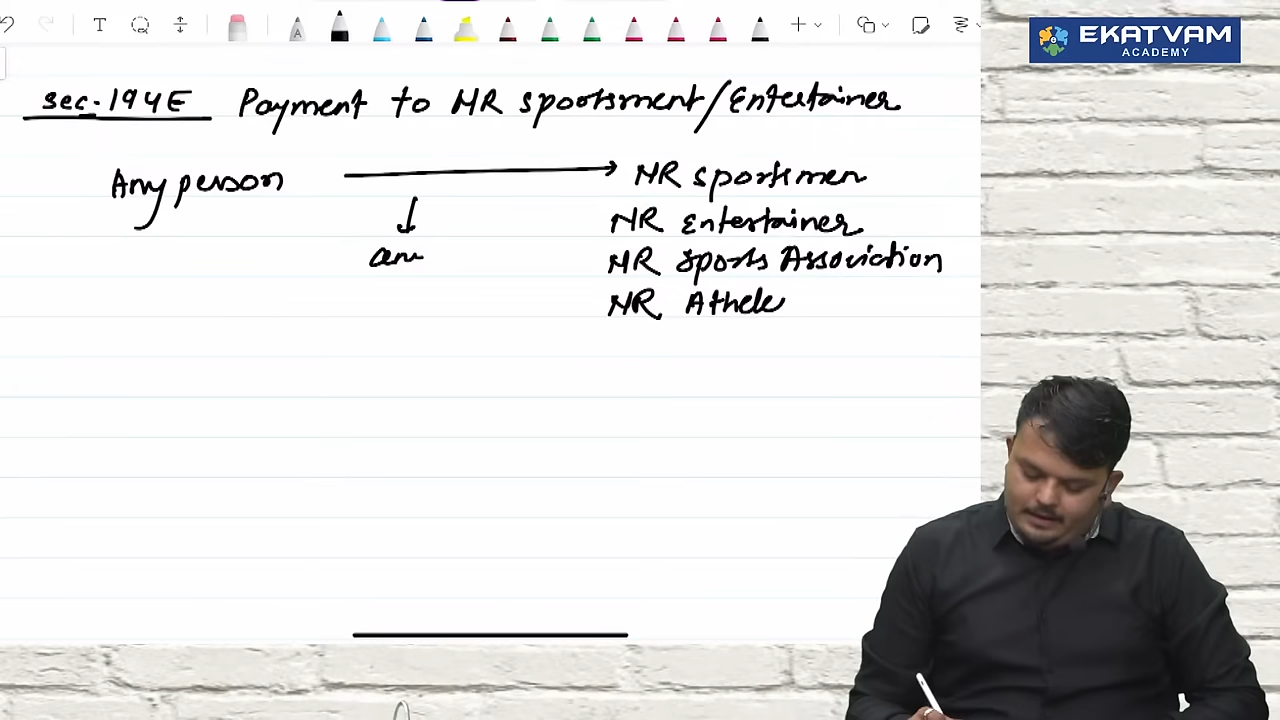 EKATVAM
ACADEMY
sec. 194E Payment to NR sportsment/Entertainer
Any person
NR sportsmen
NR Entertainer
NR sports Association
NR Athele